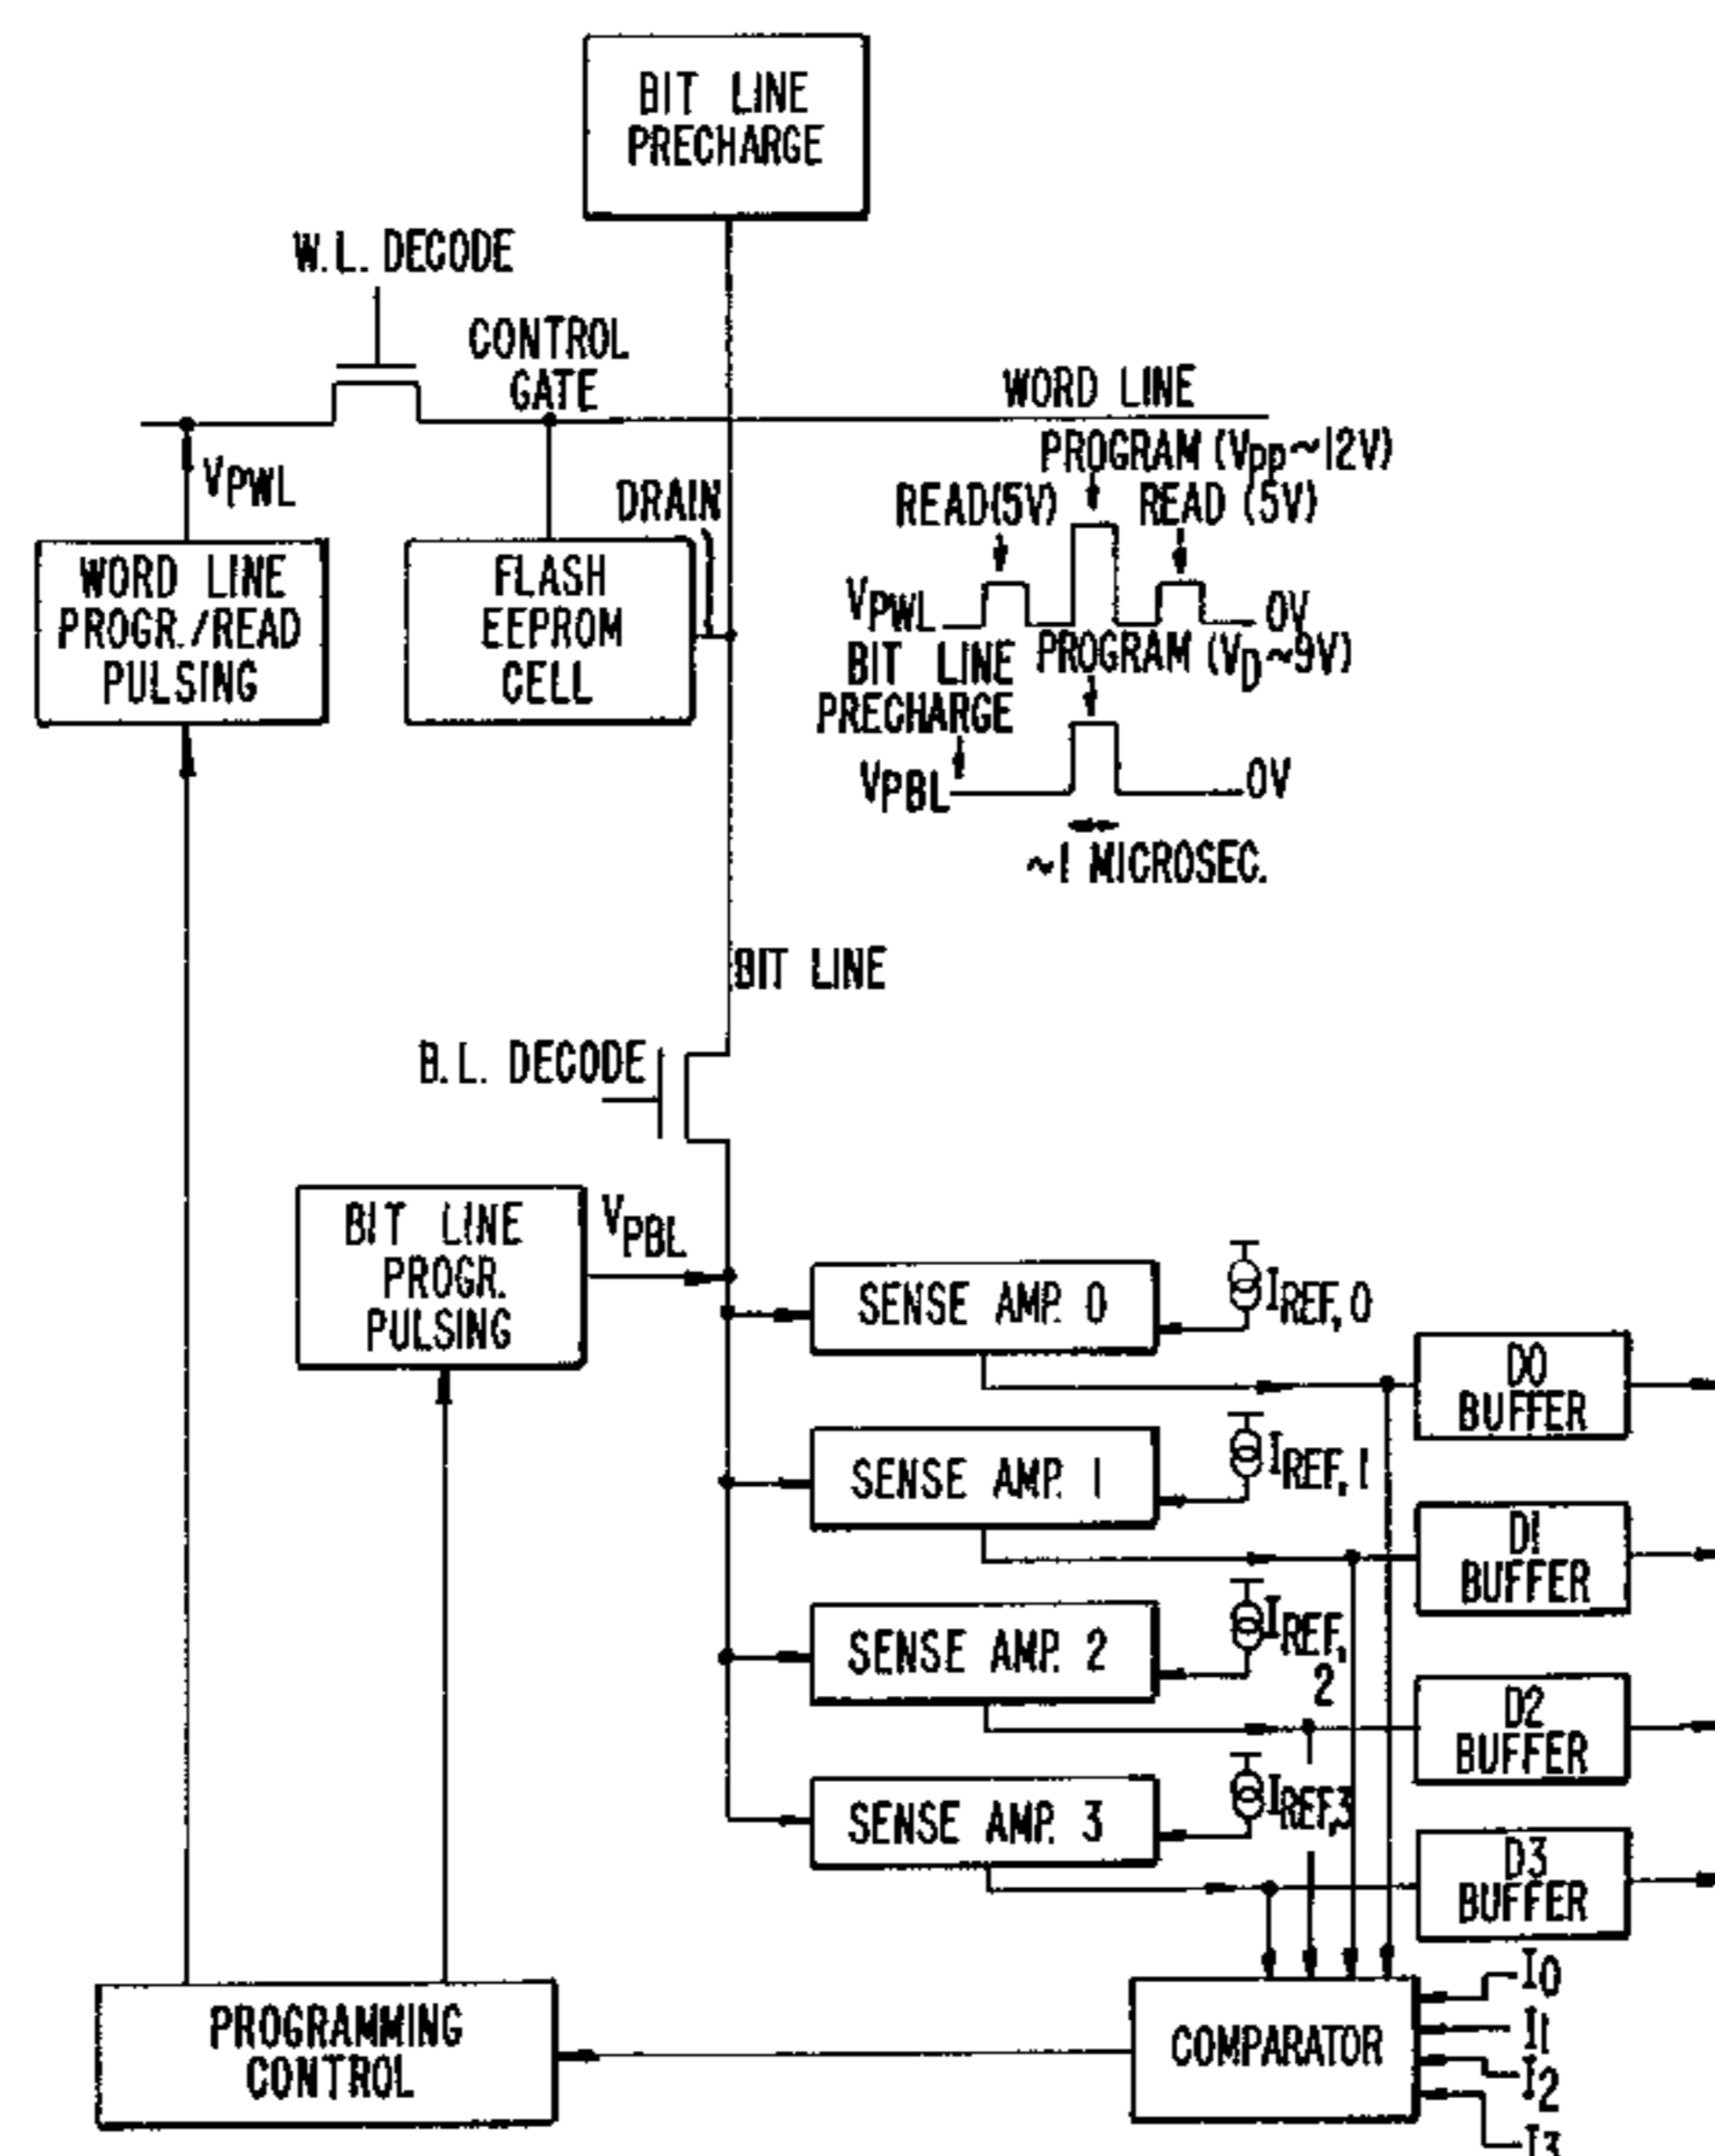 BIT LINE
PRECHARGE
W.L. DECODE
CONTROL
GATE
WORD LINE
PROGRAM (VPP~12V)
READ(5V)
READ (5V)
VPWL
DRAIN
WORD LINE
PROGR./READ
PULSING
FLASH
EEPROM
CELL
VPWL
0V
BIT LINE
PRECHARGE
PROGRAM (VD~9V)
VPBL
0V
~1 MICROSEC.
BIT LINE
B.L. DECODE
BIT LINE
PROGR.
PULSING
VPBL
SENSE AMP. 0
IREF,0
D0
BUFFER
SENSE AMP. 1
IREF,1
D1
BUFFER
SENSE AMP. 2
IREF,
2
D2
BUFFER
SENSE AMP. 3
IREF,3
D3
BUFFER
PROGRAMMING
CONTROL
COMPARATOR
I0
I1
I2
I3